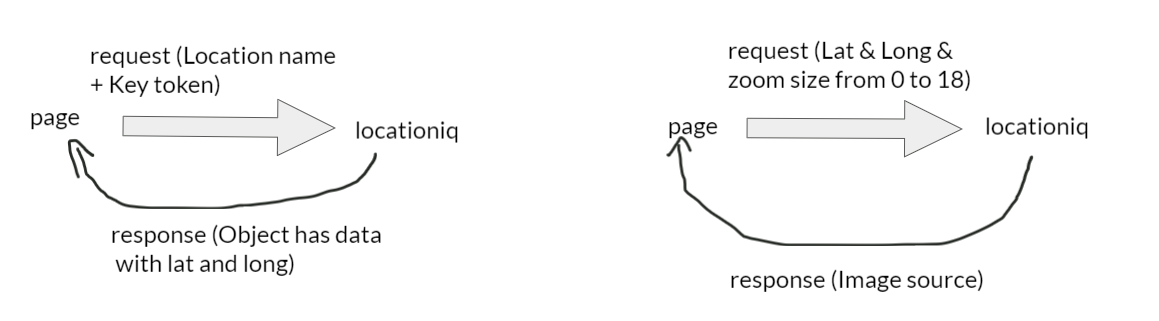 request (Location name
+ Key token)
page
locationiq
response (Object has data
with lat and long)
request (Lat & Long &
zoom size from 0 to 18)
page
locationiq
response (Image source)